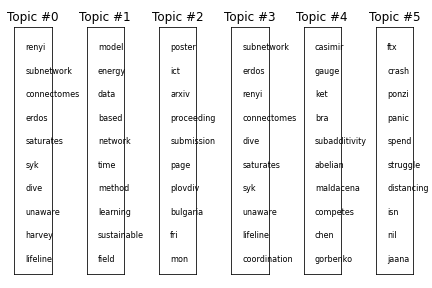 Topic #0 Topic #1 Topic #2 Topic #3 Topic #4 Topic #5
renyi model poster subnetwork casimir ftx
subnetwork energy ict erdos gauge crash
connectomes data arxiv renyi ket ponzi
erdos based proceeding connectomes bra panic
saturates network submission dive subadditivity spend
syk time page saturates abelian struggle
dive method plovdiv syk maldacena distancing
unaware learning bulgaria unaware competes isn
harvey sustainable fri lifeline chen nil
lifeline field mon coordination gorbenko jaana